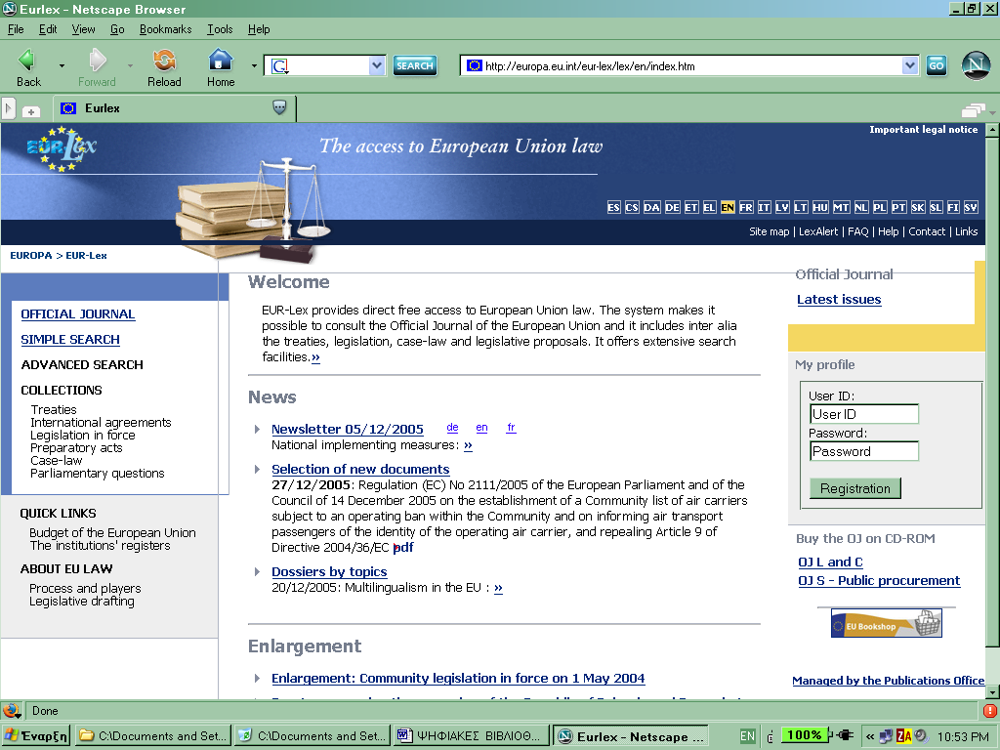 Eurlex - Netscape Browser
File Edit View Go Bookmarks Tools Help
Back Forward Reload Home SEARCH http://europa.eu.int/eur-lex/lex/en/index.htm GO
Eurlex
Important legal notice
EUR Lex
The access to European Union law
ES CS DA DE ET EL EN FR IT LV LT HU MT NL PL PT SK SL FI SV
Site map | LexAlert | FAQ | Help | Contact | Links
EUROPA > EUR-Lex
OFFICIAL JOURNAL
SIMPLE SEARCH
ADVANCED SEARCH
COLLECTIONS
Treaties
International agreements
Legislation in force
Preparatory acts
Case-law
Parliamentary questions
QUICK LINKS
Budget of the European Union
The institutions' registers
ABOUT EU LAW
Process and players
Legislative drafting
Welcome
EUR-Lex provides direct free access to European Union law. The system makes it
possible to consult the Official Journal of the European Union and it includes inter alia
the treaties, legislation, case-law and legislative proposals. It offers extensive search
facilities.»
News
Newsletter 05/12/2005 de en fr
National implementing measures: »
Selection of new documents
27/12/2005: Regulation (EC) No 2111/2005 of the European Parliament and of the
Council of 14 December 2005 on the establishment of a Community list of air carriers
subject to an operating ban within the Community and on informing air transport
passengers of the identity of the operating air carrier, and repealing Article 9 of
Directive 2004/36/EC pdf
Dossiers by topics
20/12/2005: Multilingualism in the EU : »
Enlargement
Enlargement: Community legislation in force on 1 May 2004
Official Journal
Latest issues
My profile
User ID:
User ID
Password:
Password
Registration
Buy the OJ on CD-ROM
OJ L and C
OJ S - Public procurement
EU Bookshop
Managed by the Publications Office
Done
Έναρξη C:\Documents and Set... C:\Documents and Set... ΨΗΦΙΑΚΕΣ ΒΙΒΛΙΟΘ... Eurlex - Netscape ... EN 100% « ZA 10:53 PM